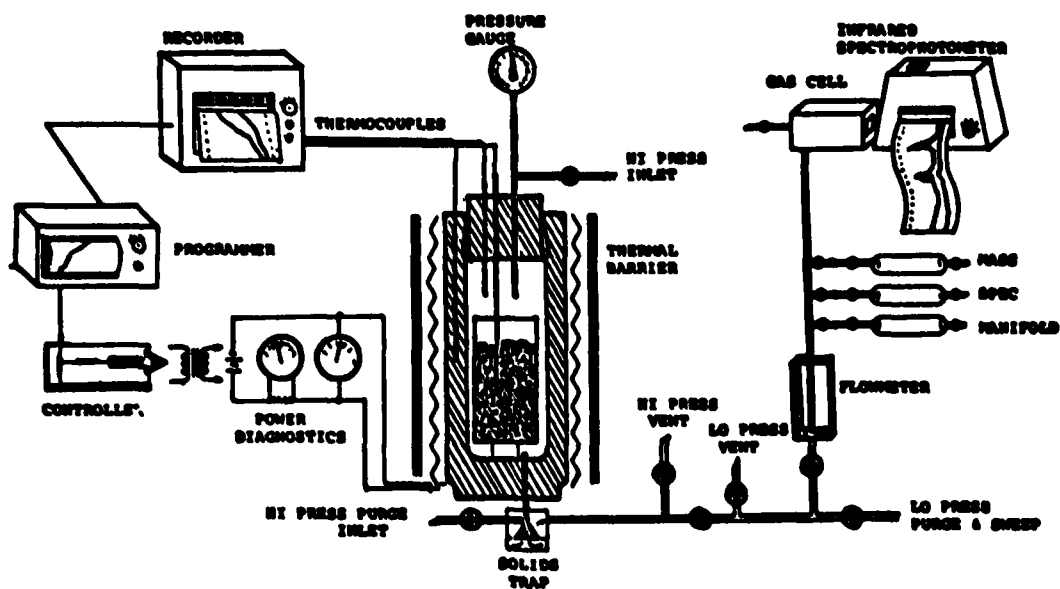 RECORDER
PRESSURE
GAUGE
INFRARED
SPECTROPHOTOMETER
GAS CELL
THERMOCOUPLES
HI PRESS
INLET
PROGRAMMER
THERMAL
BARRIER
MASS
SPEC
MANIFOLD
CONTROLLE'.
POWER
DIAGNOSTICS
FLOWMETER
HI PRESS
VENT
LO PRESS
VENT
HI PRESS PURGE
INLET
LO PRESS
PURGE & SWEEP
SOLIDS
TRAP